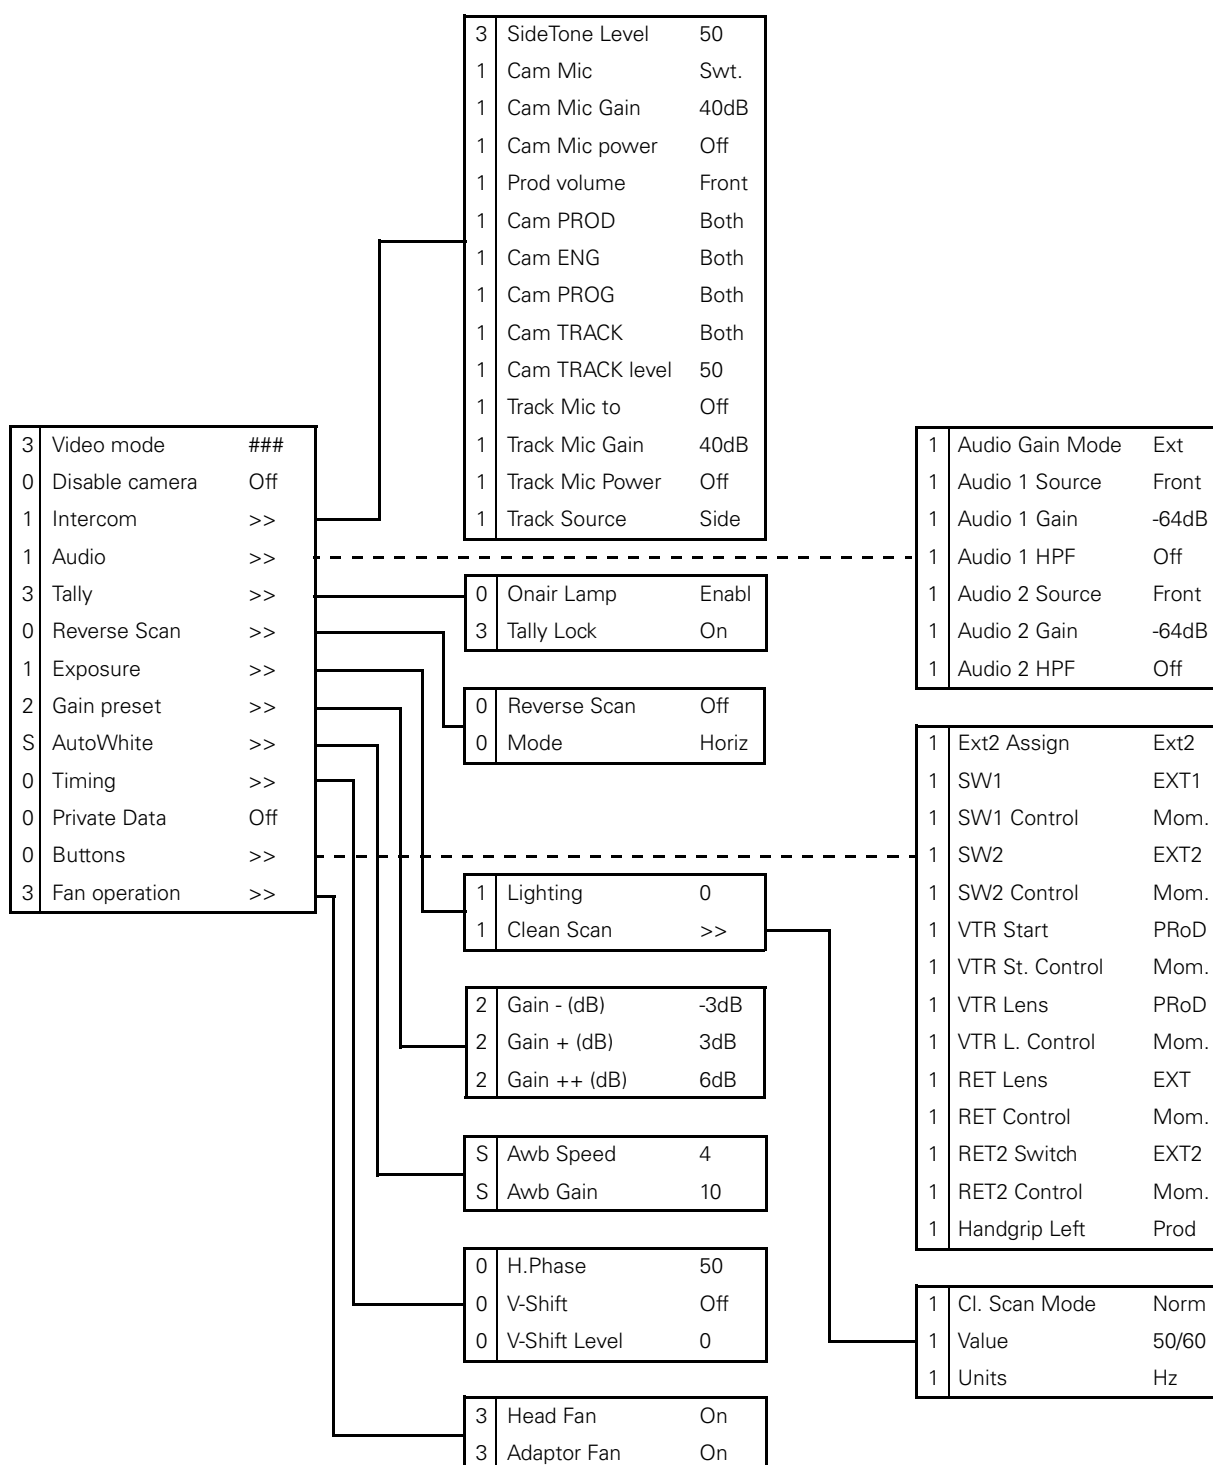 3 Video mode ###
0 Disable camera Off
1 Intercom >>
1 Audio >>
3 Tally >>
0 Reverse Scan >>
1 Exposure >>
2 Gain preset >>
S AutoWhite >>
0 Timing >>
0 Private Data Off
0 Buttons >>
3 Fan operation >>
3 SideTone Level 50
1 Cam Mic Swt.
1 Cam Mic Gain 40dB
1 Cam Mic power Off
1 Prod volume Front
1 Cam PROD Both
1 Cam ENG Both
1 Cam PROG Both
1 Cam TRACK Both
1 Cam TRACK level 50
1 Track Mic to Off
1 Track Mic Gain 40dB
1 Track Mic Power Off
1 Track Source Side
0 Onair Lamp Enabl
3 Tally Lock On
0 Reverse Scan Off
0 Mode Horiz
1 Lighting 0
1 Clean Scan >>
2 Gain - (dB) -3dB
2 Gain + (dB) 3dB
2 Gain ++ (dB) 6dB
S Awb Speed 4
S Awb Gain 10
0 H.Phase 50
0 V-Shift Off
0 V-Shift Level 0
3 Head Fan On
3 Adaptor Fan On
1 Audio Gain Mode Ext
1 Audio 1 Source Front
1 Audio 1 Gain -64dB
1 Audio 1 HPF Off
1 Audio 2 Source Front
1 Audio 2 Gain -64dB
1 Audio 2 HPF Off
1 Ext2 Assign Ext2
1 SW1 EXT1
1 SW1 Control Mom.
1 SW2 EXT2
1 SW2 Control Mom.
1 VTR Start PRoD
1 VTR St. Control Mom.
1 VTR Lens PRoD
1 VTR L. Control Mom.
1 RET Lens EXT
1 RET Control Mom.
1 RET2 Switch EXT2
1 RET2 Control Mom.
1 Handgrip Left Prod
1 Cl. Scan Mode Norm
1 Value 50/60
1 Units Hz